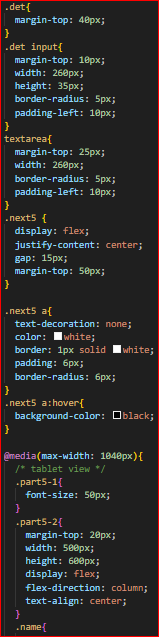 .det{
margin-top: 40px;
}
.det input{
margin-top: 10px;
width: 260px;
height: 35px;
border-radius: 5px;
padding-left: 10px;
}
textarea{
margin-top: 25px;
width: 260px;
border-radius: 5px;
padding-left: 10px;
}
.next5 {
display: flex;
justify-content: center;
gap: 15px;
margin-top: 50px;
}
.next5 a{
text-decoration: none;
color: white;
border: 1px solid white;
padding: 6px;
border-radius: 6px;
}
.next5 a:hover{
background-color: black;
}
@media(max-width: 1040px){
/* tablet view */
.part5-1{
font-size: 50px;
}
.part5-2{
margin-top: 20px;
width: 500px;
height: 600px;
display: flex;
flex-direction: column;
text-align: center;
}
.name{